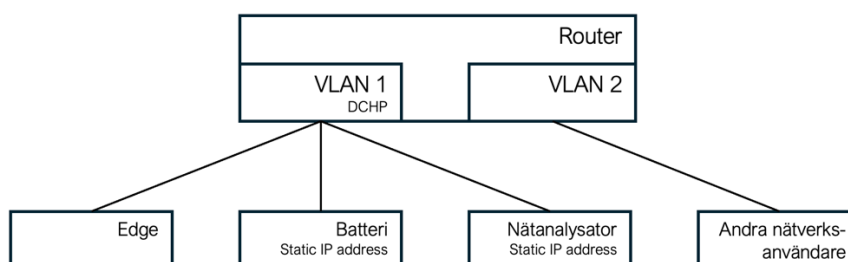 Router
VLAN 1
DCHP
VLAN 2
Edge
Batteri
Static IP address
Nätanalysator
Static IP address
Andra nätverks-
användare